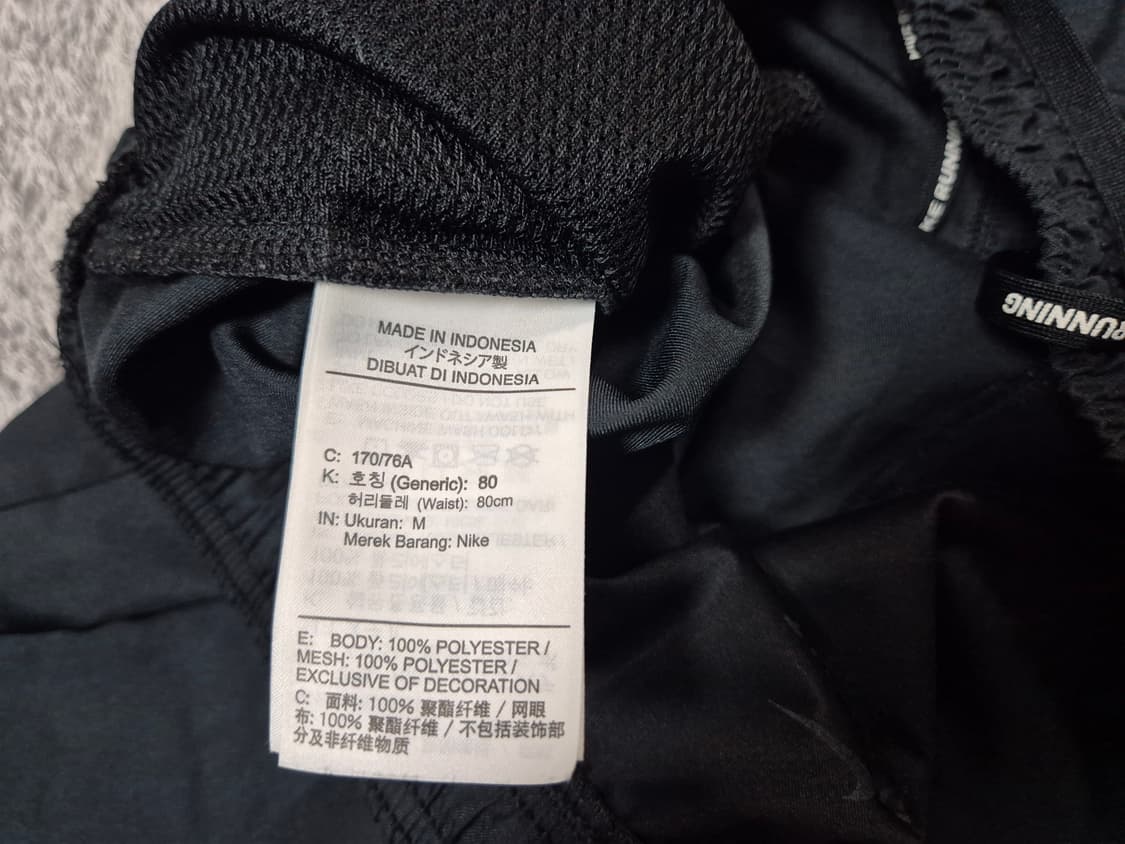 MADE IN INDONESIA
インドネシア製
DIBUAT DI INDONESIA
C: 170/76A
K: 호칭 (Generic): 80
허리둘레 (Waist): 80cm
IN: Ukuran: M
Merek Barang: Nike
E: BODY: 100% POLYESTER /
MESH: 100% POLYESTER /
EXCLUSIVE OF DECORATION
C: 面料: 100% 聚酯纤维 / 网眼
布: 100% 聚酯纤维 / 不包括装饰部
分及非纤维物质
RUNNING